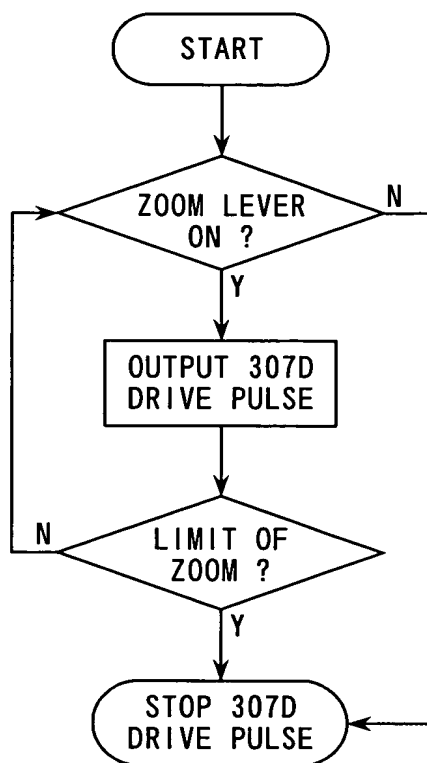 START
ZOOM LEVER
ON ?
N
Y
OUTPUT 307D
DRIVE PULSE
N
LIMIT OF
ZOOM ?
Y
STOP 307D
DRIVE PULSE